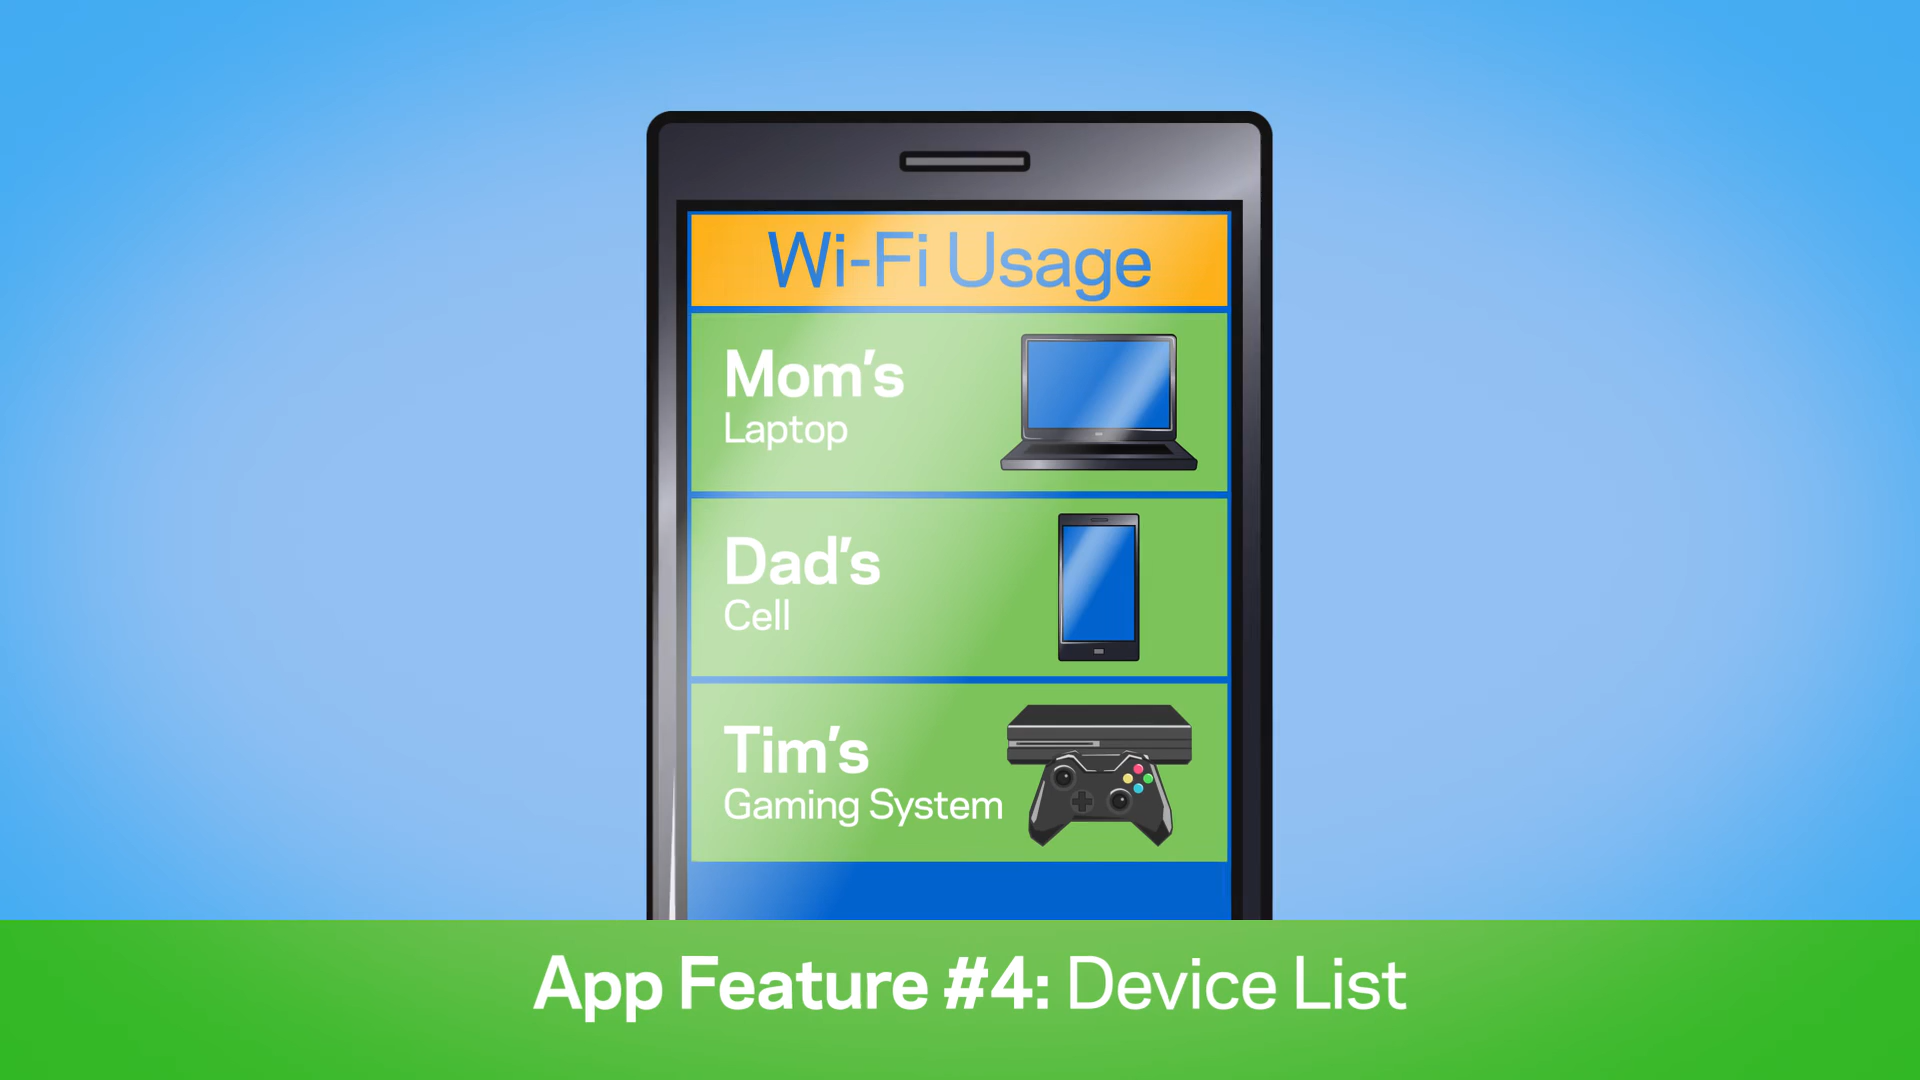 Wi-Fi Usage
Mom's
Laptop
Dad's
Cell
Tim's
Gaming System
App Feature #4: Device List